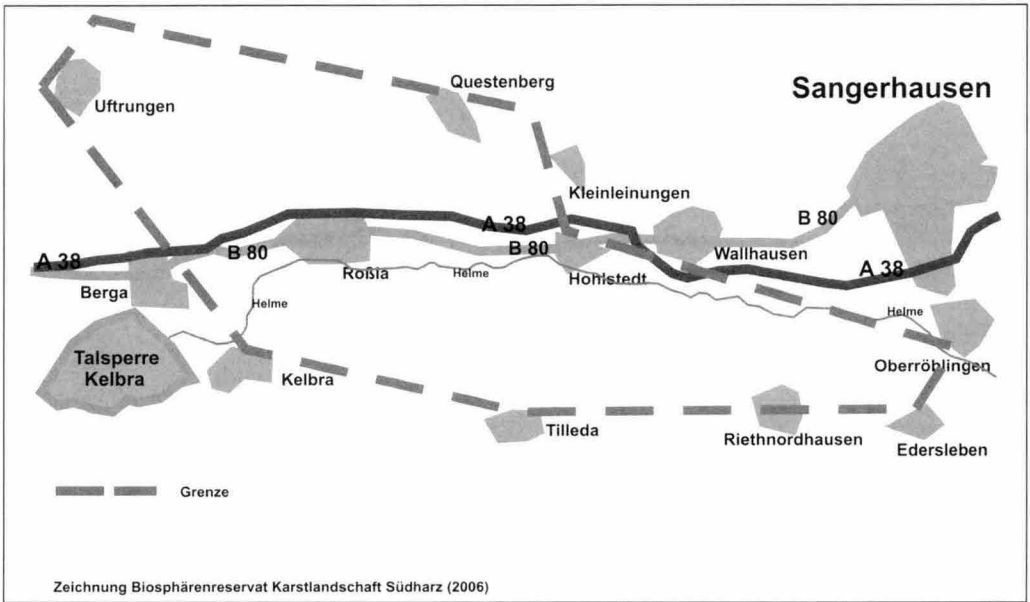 Questenberg
Sangerhausen
Uftrungen
Kleinleinungen
A 38
B 80
A 38
B 80
B 80
Wallhausen
A 38
Roßla
Helme
Hohlstedt
Berga
Helme
Helme
Talsperre
Kelbra
Oberröblingen
Kelbra
Tilleda
Riethnordhausen
Edersleben
Grenze
Zeichnung Biosphärenreservat Karstlandschaft Südharz (2006)